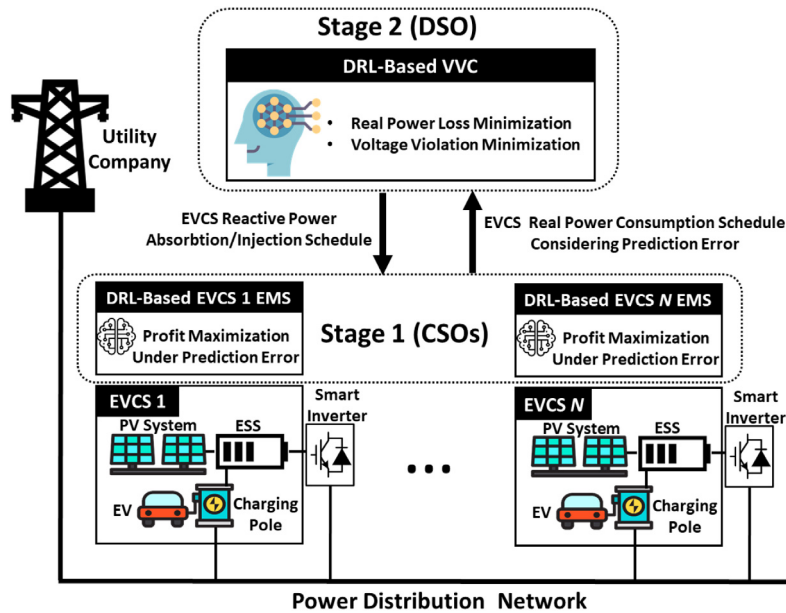 Stage 2 (DSO)
DRL-Based VVC
• Real Power Loss Minimization
• Voltage Violation Minimization
Utility
Company
EVCS Reactive Power
Absorbtion/Injection Schedule
EVCS Real Power Consumption Schedule
Considering Prediction Error
DRL-Based EVCS 1 EMS
Profit Maximization
Under Prediction Error
Stage 1 (CSOs)
DRL-Based EVCS N EMS
Profit Maximization
Under Prediction Error
EVCS 1
PV System
ESS
Smart
Inverter
EV
Charging
Pole
...
EVCS N
PV System
ESS
Smart
Inverter
EV
Charging
Pole
Power Distribution Network